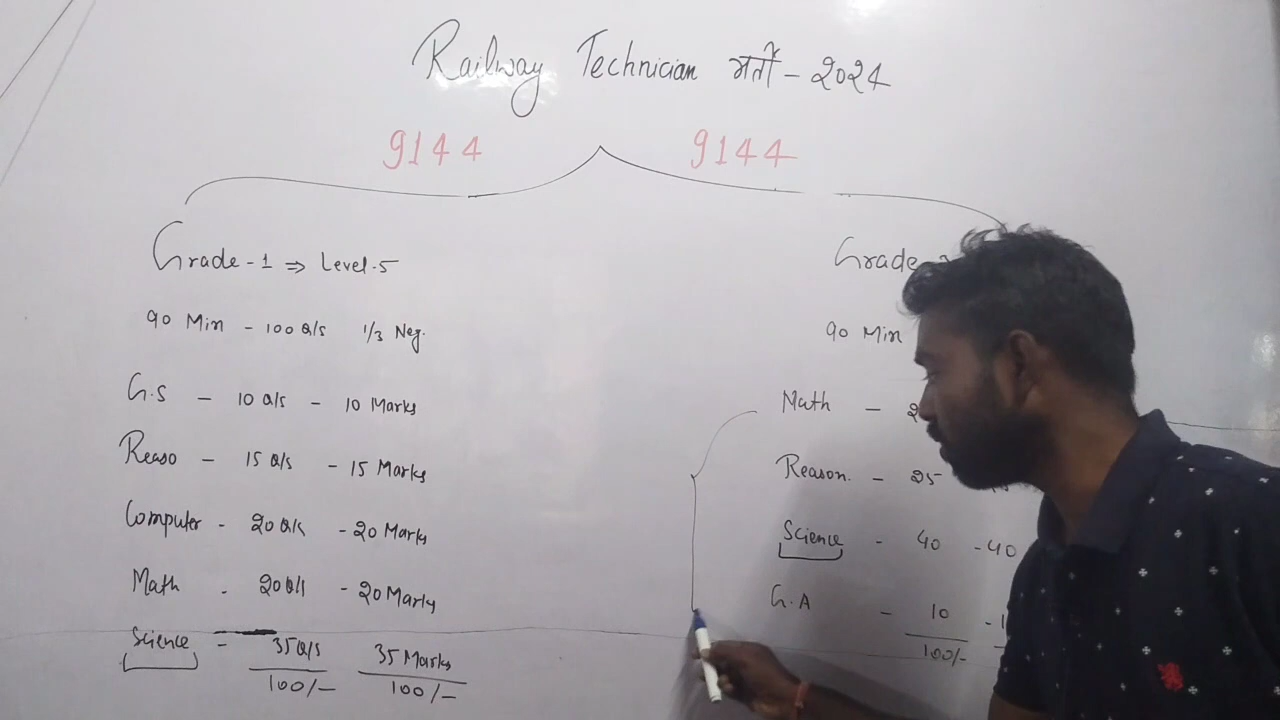 Railway Technician भर्ती - 2024
9144 9144
Grade-1 ⇒ Level-5
90 Min - 100 Q/s 1/3 Neg.
G.S - 10 Q/s - 10 Marks
Reaso - 15 Q/s - 15 Marks
Computer - 20 Q/s - 20 Marks
Math - 20 Q/s - 20 Marks
Science - 35 Q/s 35 Marks
100/- 100/-
Grade-
90 Min
Math - 2
Reason. - 25
Science - 40 - 40
G.A - 10 - 1
100/-